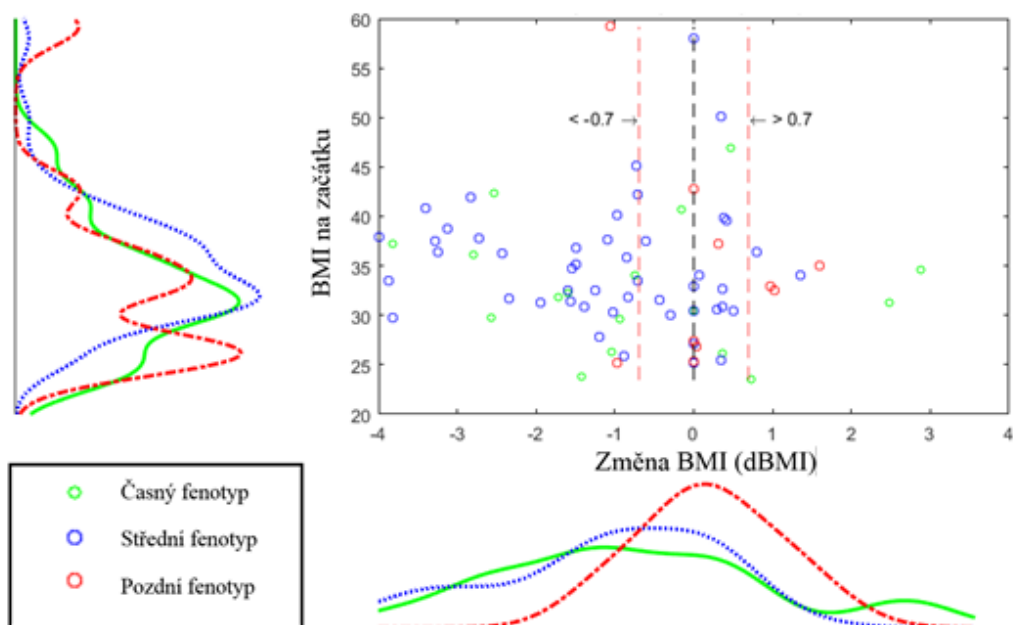 60
55
50
45
40
35
30
25
20
BMI na začátku
< -0.7
> 0.7
-4 -3 -2 -1 0 1 2 3 4
Změna BMI (dBMI)
Časný fenotyp
Střední fenotyp
Pozdní fenotyp